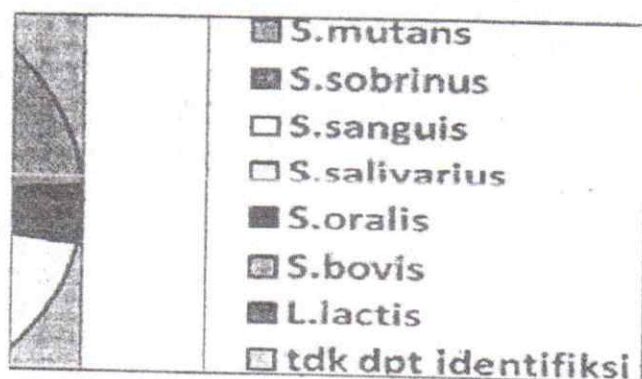 S.mutans
S.sobrinus
S.sanguis
S.salivarius
S.oralis
S.bovis
L.lactis
tdk dpt identifiksi